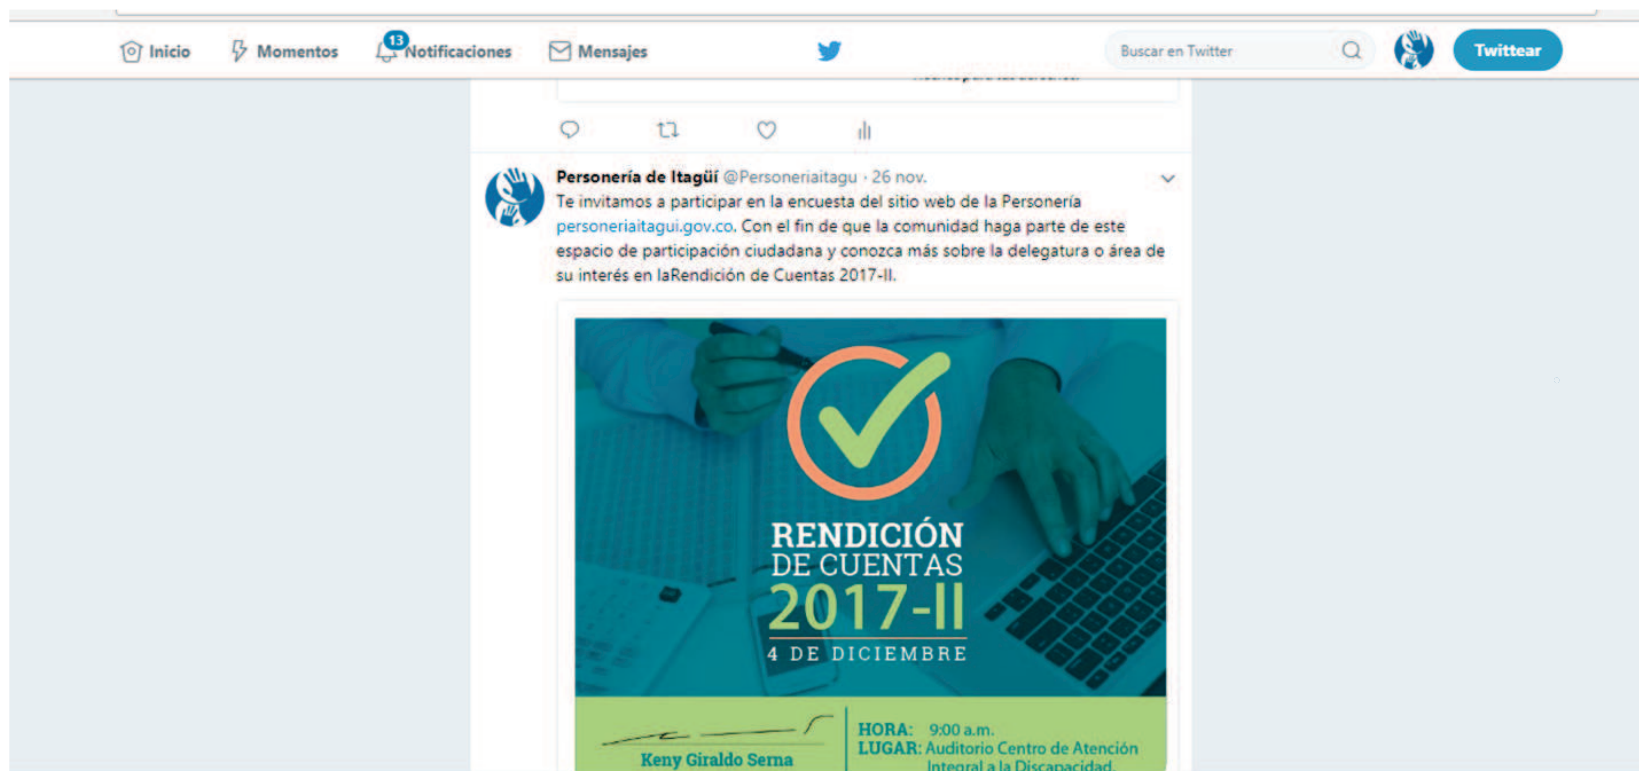 Inicio Momentos 13 Notificaciones Mensajes Buscar en Twitter Twittear
Personería de Itagüí @Personeriaitagu · 26 nov.
Te invitamos a participar en la encuesta del sitio web de la Personería
personeriaitagui.gov.co. Con el fin de que la comunidad haga parte de este
espacio de participación ciudadana y conozca más sobre la delegatura o área de
su interés en laRendición de Cuentas 2017-II.
RENDICIÓN
DE CUENTAS
2017-II
4 DE DICIEMBRE
Keny Giraldo Serna
HORA: 9:00 a.m.
LUGAR: Auditorio Centro de Atención
Integral a la Discapacidad.